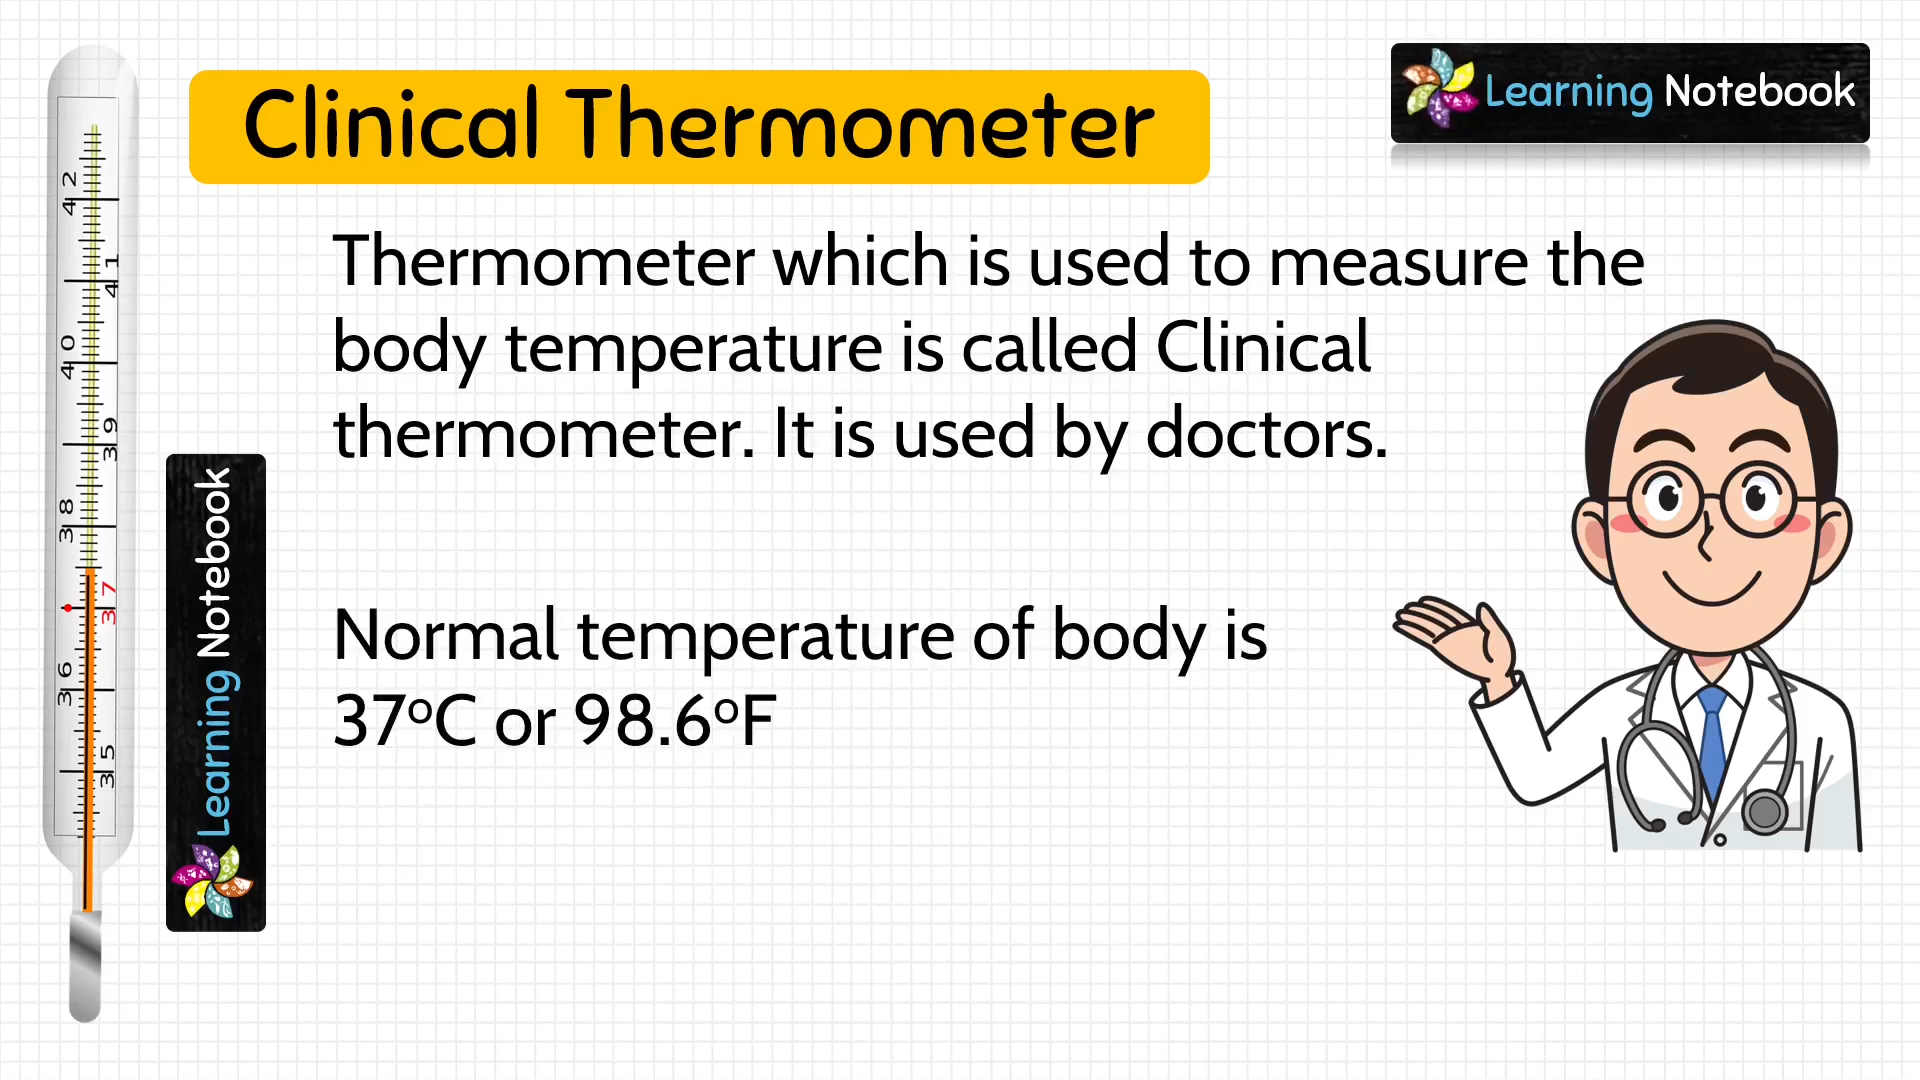 Clinical Thermometer
Learning Notebook
Thermometer which is used to measure the
body temperature is called Clinical
thermometer. It is used by doctors.
Normal temperature of body is
37ºC or 98.6ºF
Learning Notebook
42
41
40
39
38
37
36
35